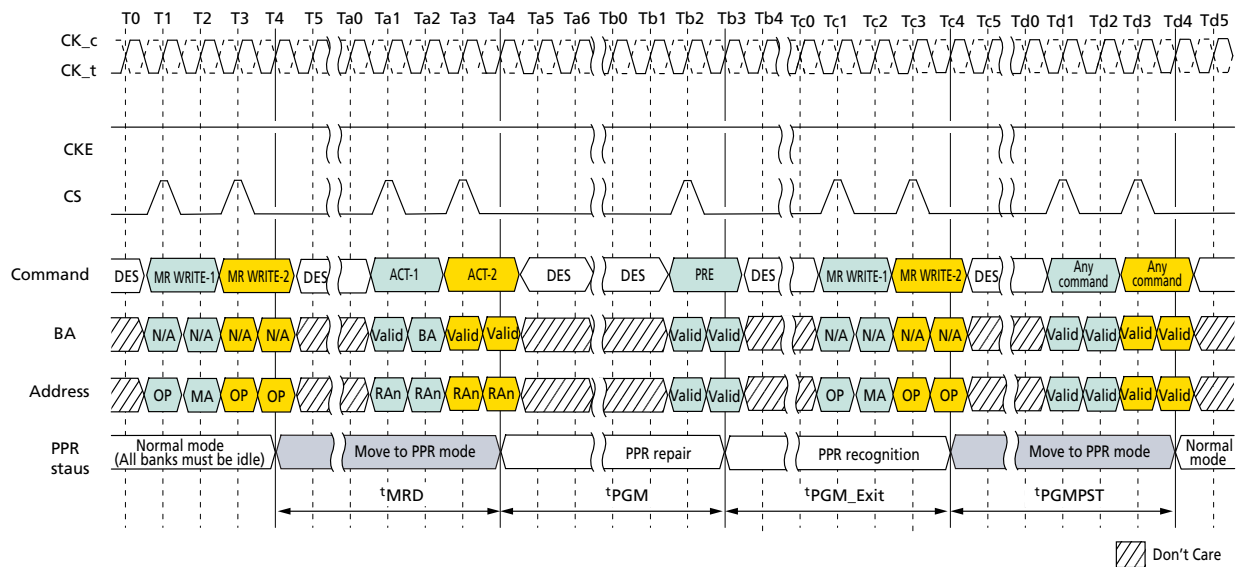 T0 T1 T2 T3 T4 T5 Ta0 Ta1 Ta2 Ta3 Ta4 Ta5 Ta6 Tb0 Tb1 Tb2 Tb3 Tb4 Tc0 Tc1 Tc2 Tc3 Tc4 Tc5 Td0 Td1 Td2 Td3 Td4 Td5
CK_c
CK_t
CKE
CS
Command DES MR WRITE-1 MR WRITE-2 DES ACT-1 ACT-2 DES DES PRE DES MR WRITE-1 MR WRITE-2 DES Any command Any command
BA N/A N/A N/A N/A Valid BA Valid Valid Valid Valid N/A N/A N/A N/A Valid Valid Valid Valid
Address OP MA OP OP RAn RAn RAn RAn Valid Valid OP MA OP OP Valid Valid Valid Valid
PPR staus
Normal mode
(All banks must be idle)
Move to PPR mode
PPR repair
PPR recognition
Move to PPR mode
Normal
mode
tMRD tPGM tPGM_Exit tPGMPST
Don't Care